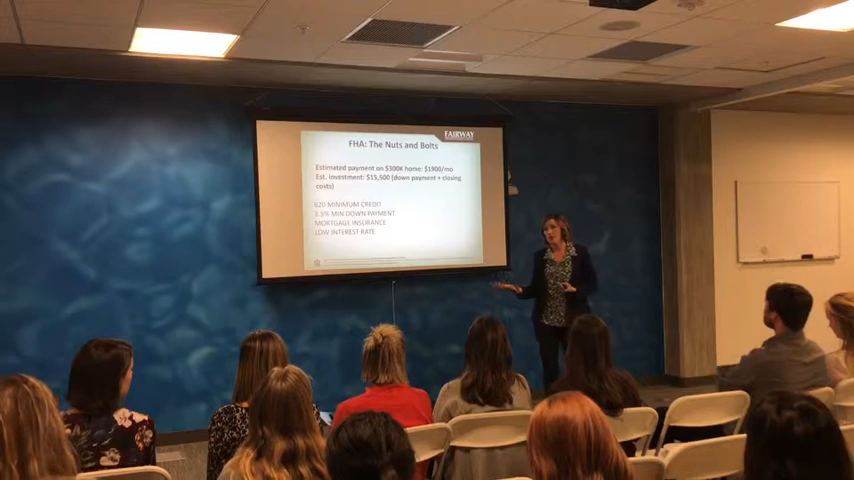 FAIRWAY
FHA: The Nuts and Bolts
Estimated payment on $300K home: $1900/mo
Est. investment: $15,500 (down payment + closing
costs)
620 MINIMUM CREDIT
3.5% MIN DOWN PAYMENT
MORTGAGE INSURANCE
LOW INTEREST RATE